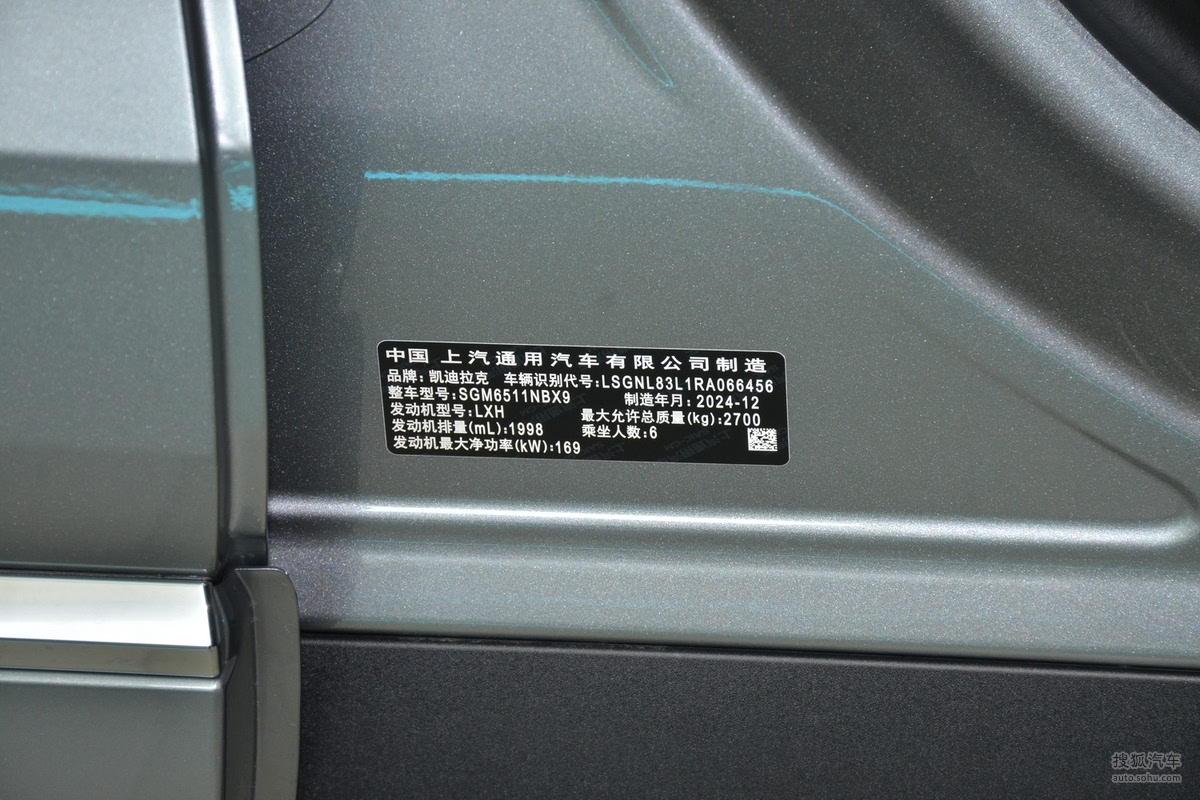 中国 上汽通用汽车有限公司制造
品牌: 凯迪拉克 车辆识别代号:LSGNL83L1RA066456
整车型号:SGM6511NBX9 制造年月: 2024-12
发动机型号:LXH 最大允许总质量(kg):2700
发动机排量(mL):1998 乘坐人数:6
发动机最大净功率(kW):169
搜狐汽车
auto.sohu.com